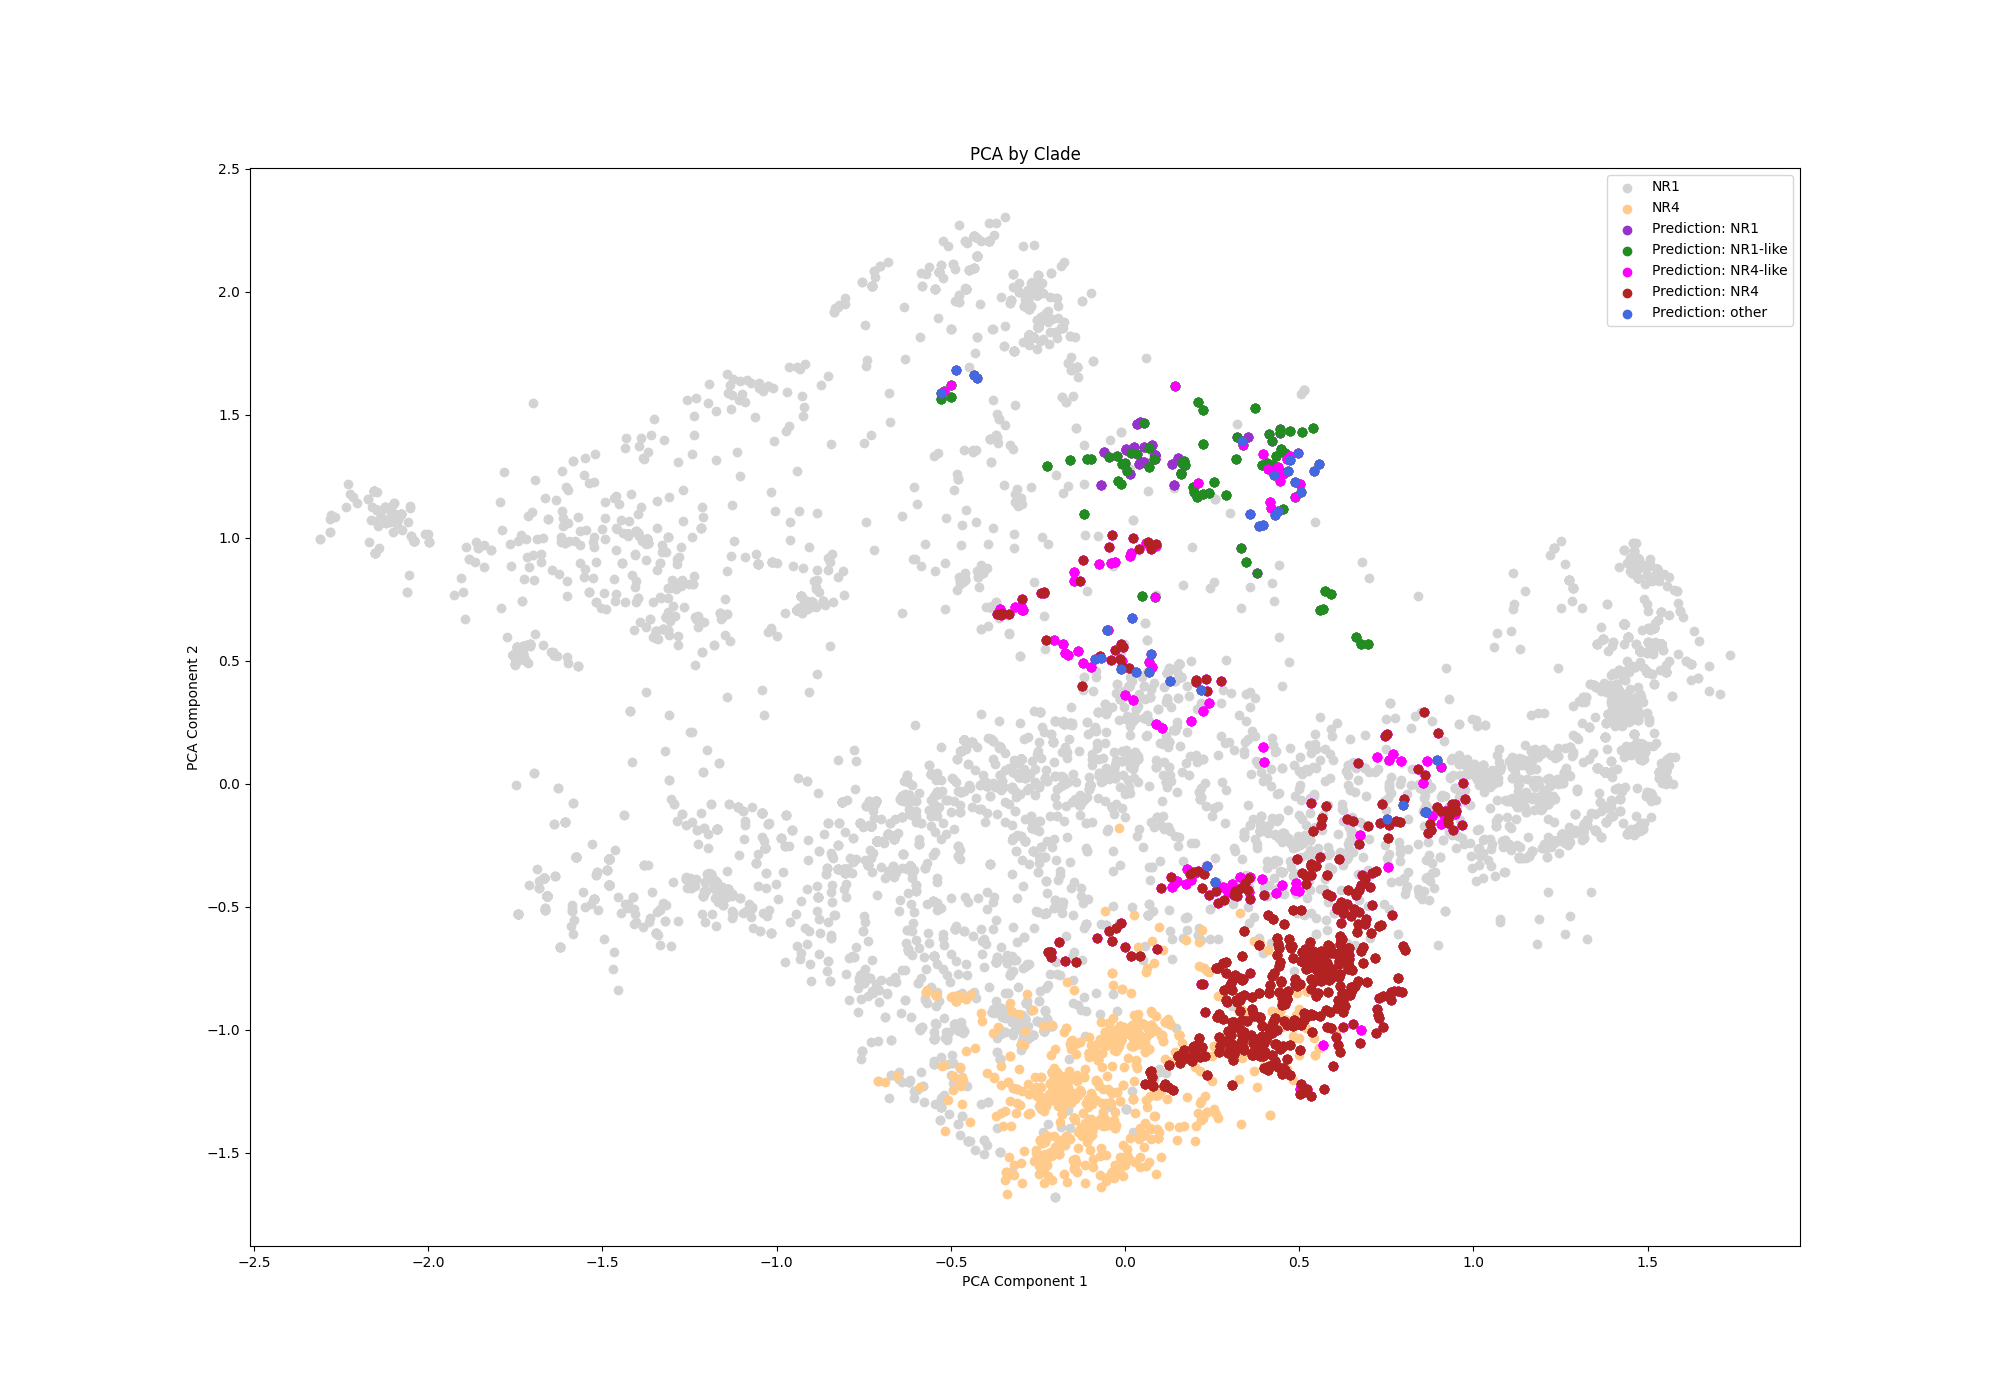 PCA by Clade
NR1
NR4
Prediction: NR1
Prediction: NR1-like
Prediction: NR4-like
Prediction: NR4
Prediction: other
PCA Component 2
2.5
2.0
1.5
1.0
0.5
0.0
−0.5
−1.0
−1.5
−2.5 −2.0 −1.5 −1.0 −0.5 0.0 0.5 1.0 1.5
PCA Component 1